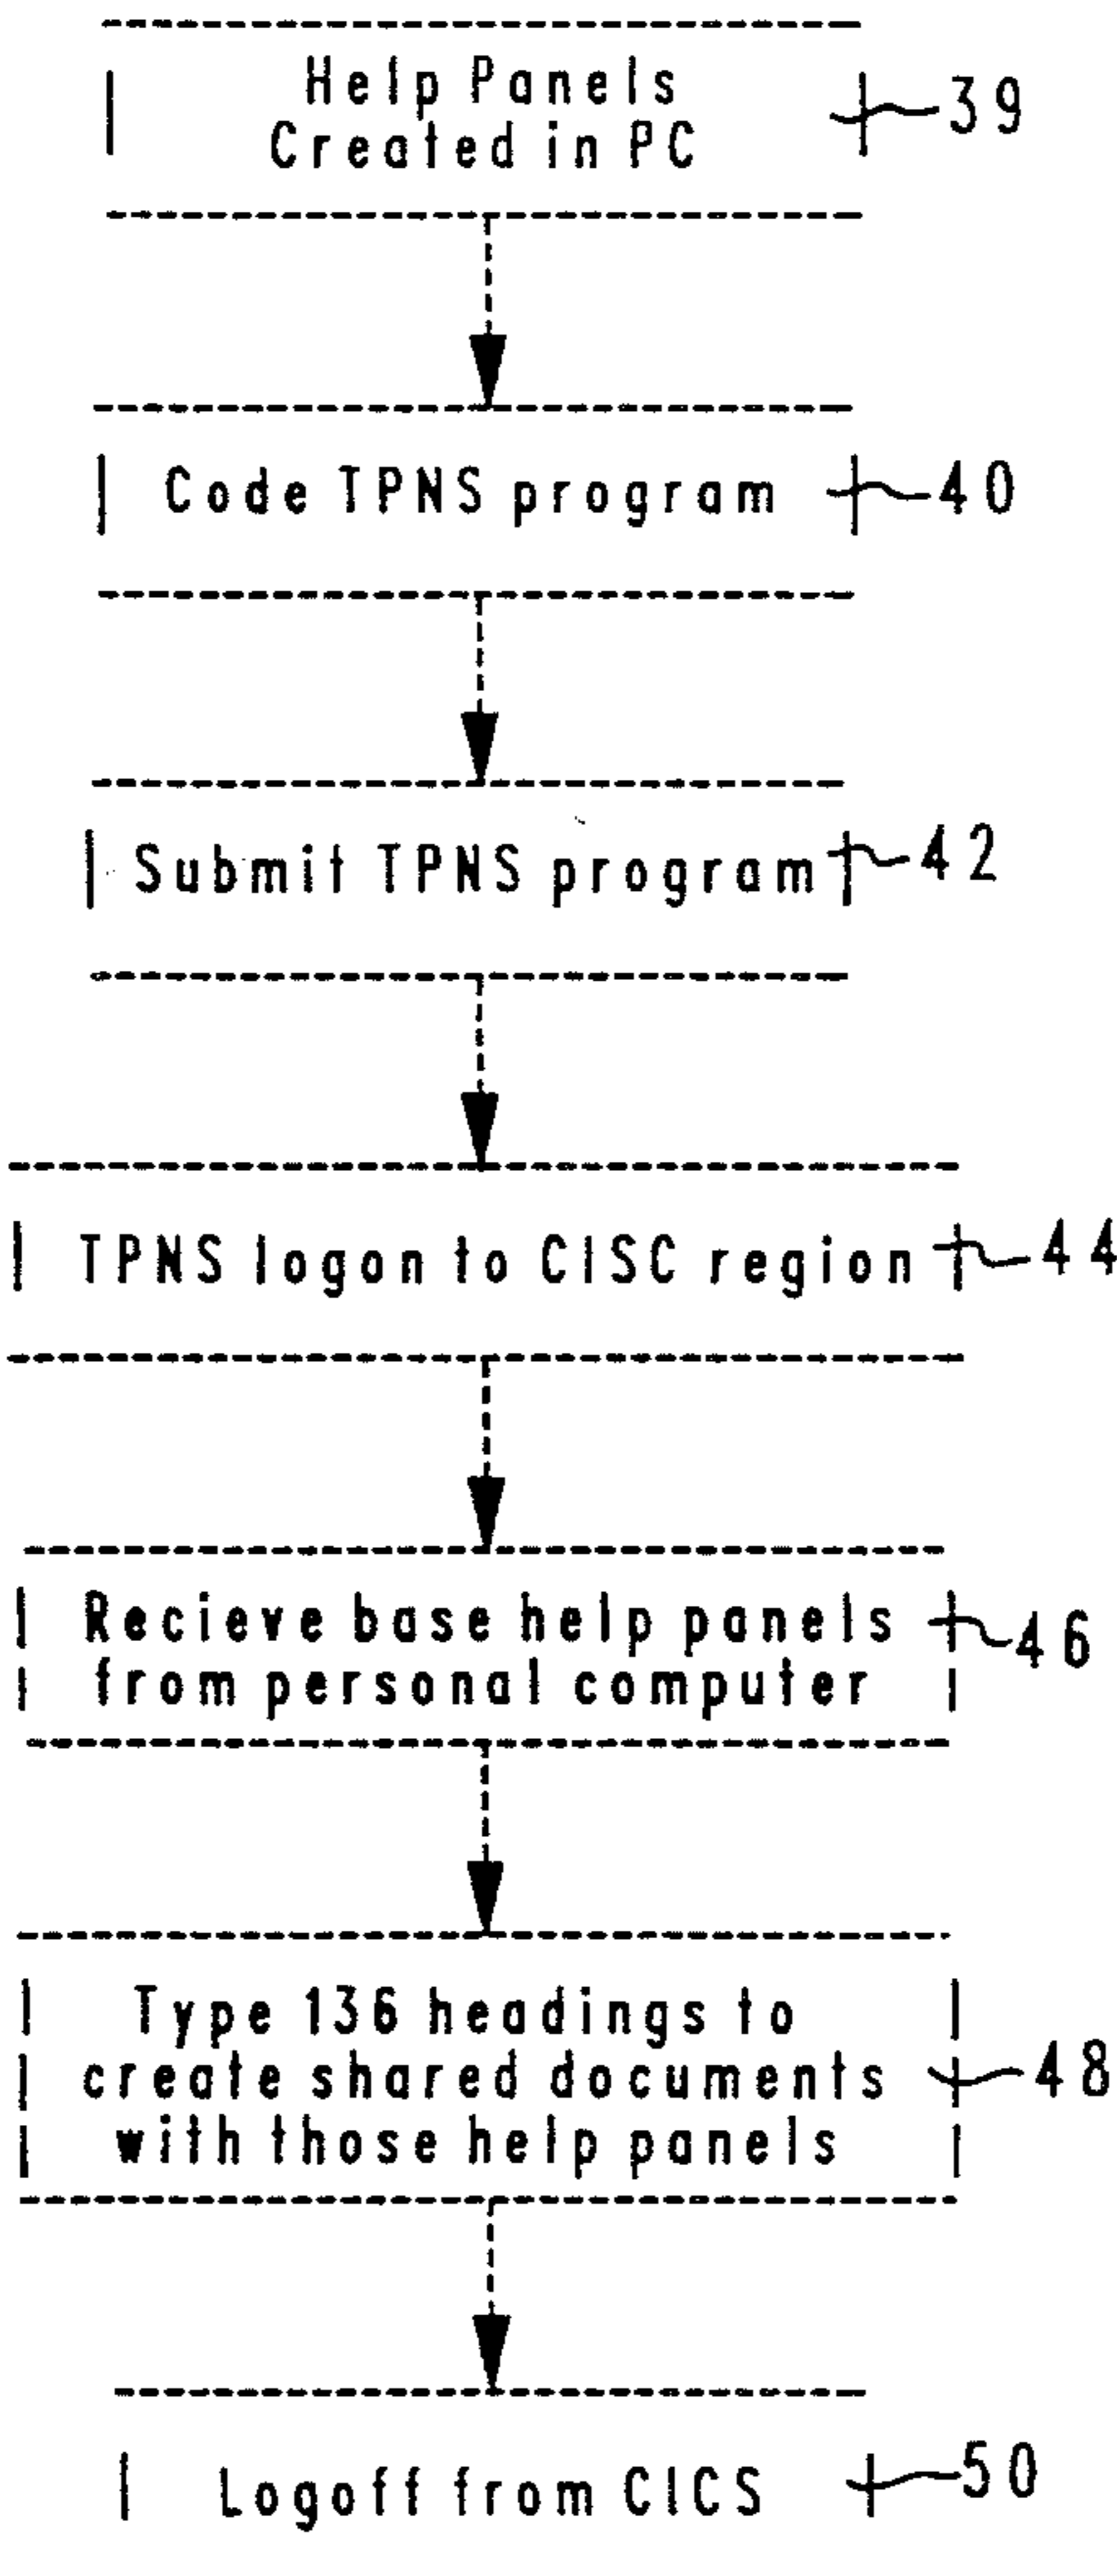 Help Panels
Created in PC
39
Code TPNS program
40
Submit TPNS program
42
TPNS logon to CISC region
44
Recieve base help panels
from personal computer
46
Type 136 headings to
create shared documents
with those help panels
48
Logoff from CICS
50